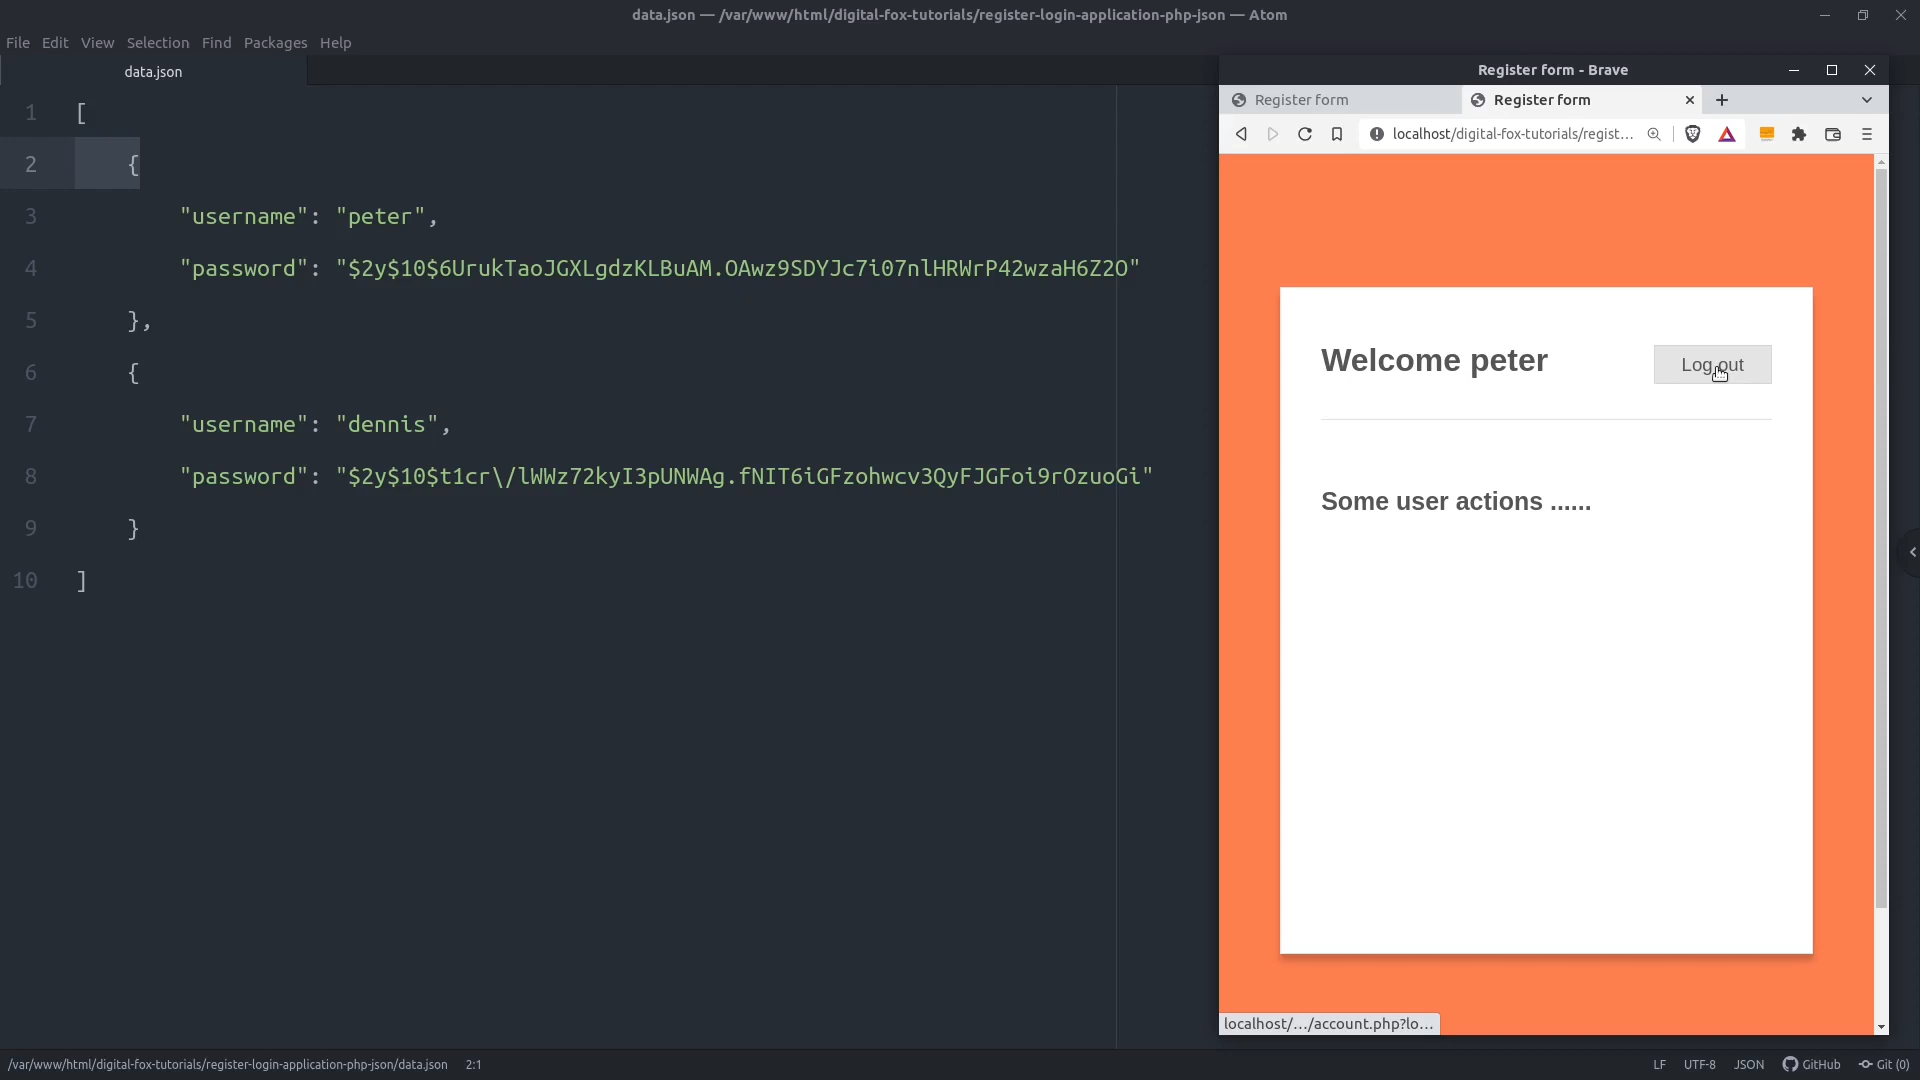 data.json — /var/www/html/digital-fox-tutorials/register-login-application-php-json — Atom
File Edit View Selection Find Packages Help
data.json
1 [
2 {
3 "username": "peter",
4 "password": "$2y$10$6UrukTaoJGXLgdzKLBuAM.OAwz9SDYJc7i07nlHRWrP42wzaH6Z2O"
5 },
6 {
7 "username": "dennis",
8 "password": "$2y$10$t1cr\/lWWz72kyI3pUNWAg.fNIT6iGFzohwcv3QyFJGFoi9rOzuoGi"
9 }
10 ]
Register form - Brave
Register form
Register form
localhost/digital-fox-tutorials/regist...
Welcome peter
Log out
Some user actions ......
localhost/.../account.php?lo...
/var/www/html/digital-fox-tutorials/register-login-application-php-json/data.json 2:1
LF UTF-8 JSON GitHub Git (0)